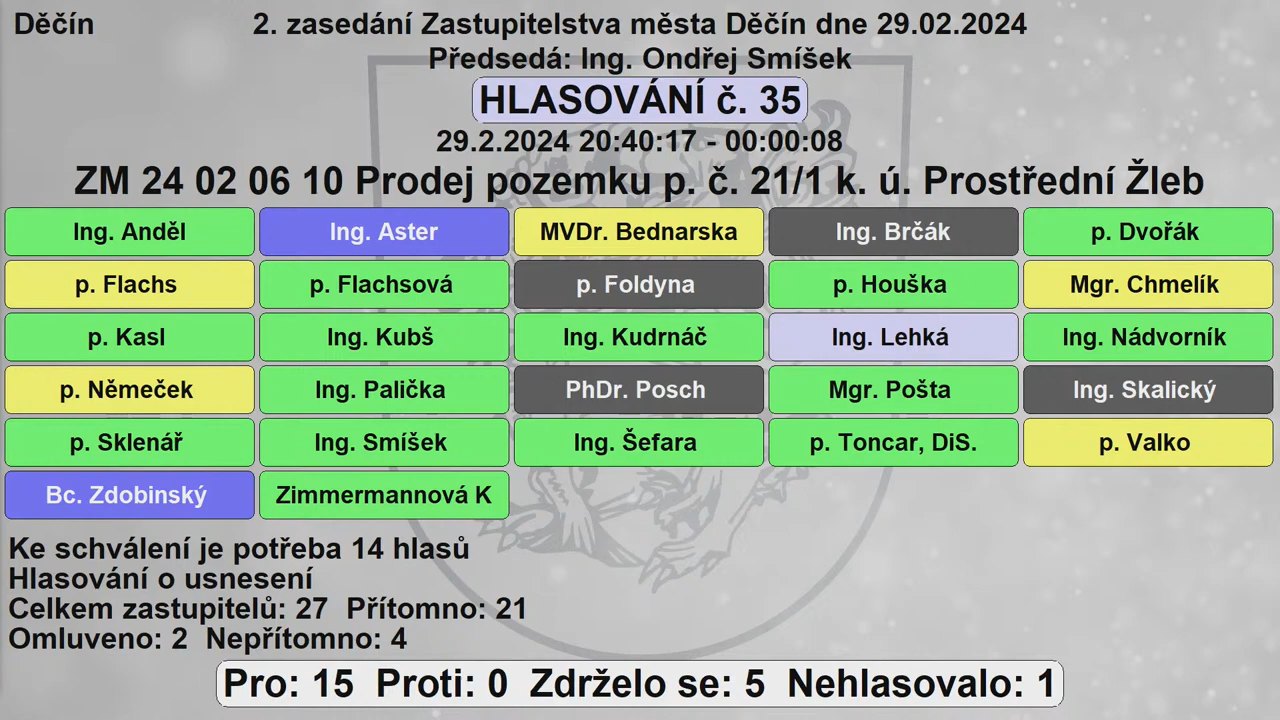 Děčín 2. zasedání Zastupitelstva města Děčín dne 29.02.2024
Předsedá: Ing. Ondřej Smíšek
HLASOVÁNÍ č. 35
29.2.2024 20:40:17 - 00:00:08
ZM 24 02 06 10 Prodej pozemku p. č. 21/1 k. ú. Prostřední Žleb
Ing. Anděl Ing. Aster MVDr. Bednarska Ing. Brčák p. Dvořák
p. Flachs p. Flachsová p. Foldyna p. Houška Mgr. Chmelík
p. Kasl Ing. Kubš Ing. Kudrnáč Ing. Lehká Ing. Nádvorník
p. Němeček Ing. Palička PhDr. Posch Mgr. Pošta Ing. Skalický
p. Sklenář Ing. Smíšek Ing. Šefara p. Toncar, DiS. p. Valko
Bc. Zdobinský Zimmermannová K
Ke schválení je potřeba 14 hlasů
Hlasování o usnesení
Celkem zastupitelů: 27 Přítomno: 21
Omluveno: 2 Nepřítomno: 4
Pro: 15 Proti: 0 Zdrželo se: 5 Nehlasovalo: 1